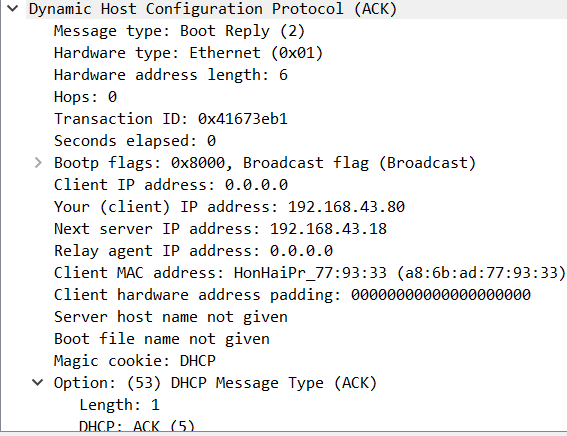 Dynamic Host Configuration Protocol (ACK)
Message type: Boot Reply (2)
Hardware type: Ethernet (0x01)
Hardware address length: 6
Hops: 0
Transaction ID: 0x41673eb1
Seconds elapsed: 0
Bootp flags: 0x8000, Broadcast flag (Broadcast)
Client IP address: 0.0.0.0
Your (client) IP address: 192.168.43.80
Next server IP address: 192.168.43.18
Relay agent IP address: 0.0.0.0
Client MAC address: HonHaiPr_77:93:33 (a8:6b:ad:77:93:33)
Client hardware address padding: 00000000000000000000
Server host name not given
Boot file name not given
Magic cookie: DHCP
Option: (53) DHCP Message Type (ACK)
Length: 1
DHCP: ACK (5)